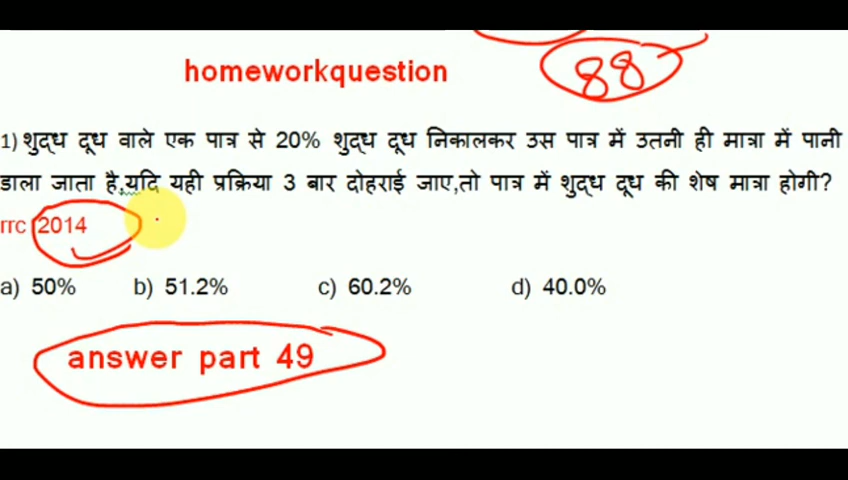 88
homeworkquestion
1) शुद्ध दूध वाले एक पात्र से 20% शुद्ध दूध निकालकर उस पात्र में उतनी ही मात्रा में पानी
डाला जाता है,यदि यही प्रक्रिया 3 बार दोहराई जाए,तो पात्र में शुद्ध दूध की शेष मात्रा होगी?
rrc 2014
a) 50% b) 51.2% c) 60.2% d) 40.0%
answer part 49